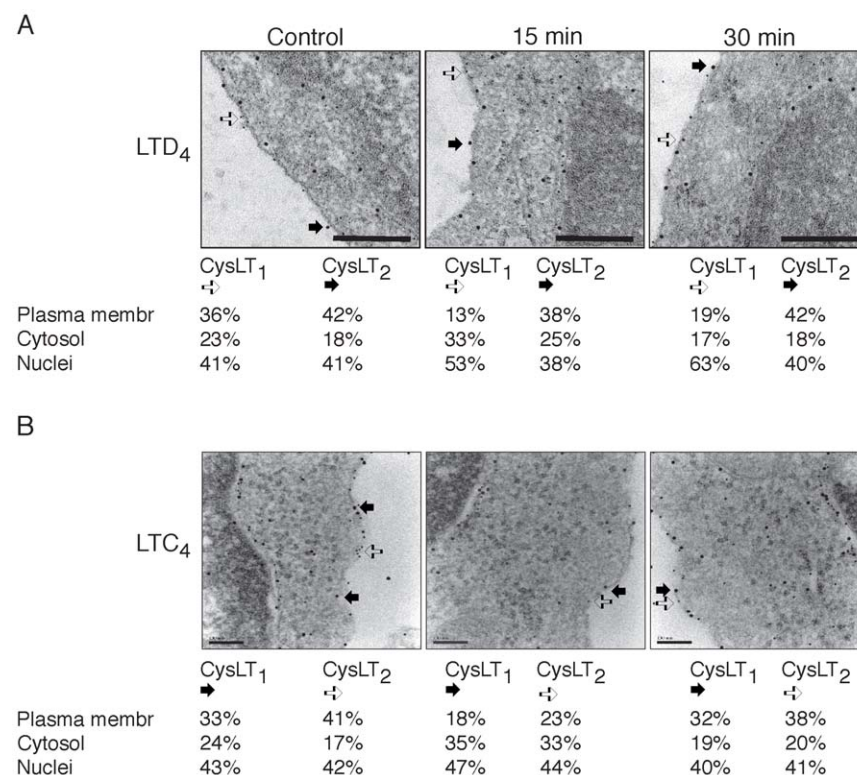 A
Control 15 min 30 min
LTD4
CysLT1 CysLT2 CysLT1 CysLT2 CysLT1 CysLT2
Plasma membr 36% 42% 13% 38% 19% 42%
Cytosol 23% 18% 33% 25% 17% 18%
Nuclei 41% 41% 53% 38% 63% 40%
B
LTC4
CysLT1 CysLT2 CysLT1 CysLT2 CysLT1 CysLT2
Plasma membr 33% 41% 18% 23% 32% 38%
Cytosol 24% 17% 35% 33% 19% 20%
Nuclei 43% 42% 47% 44% 40% 41%